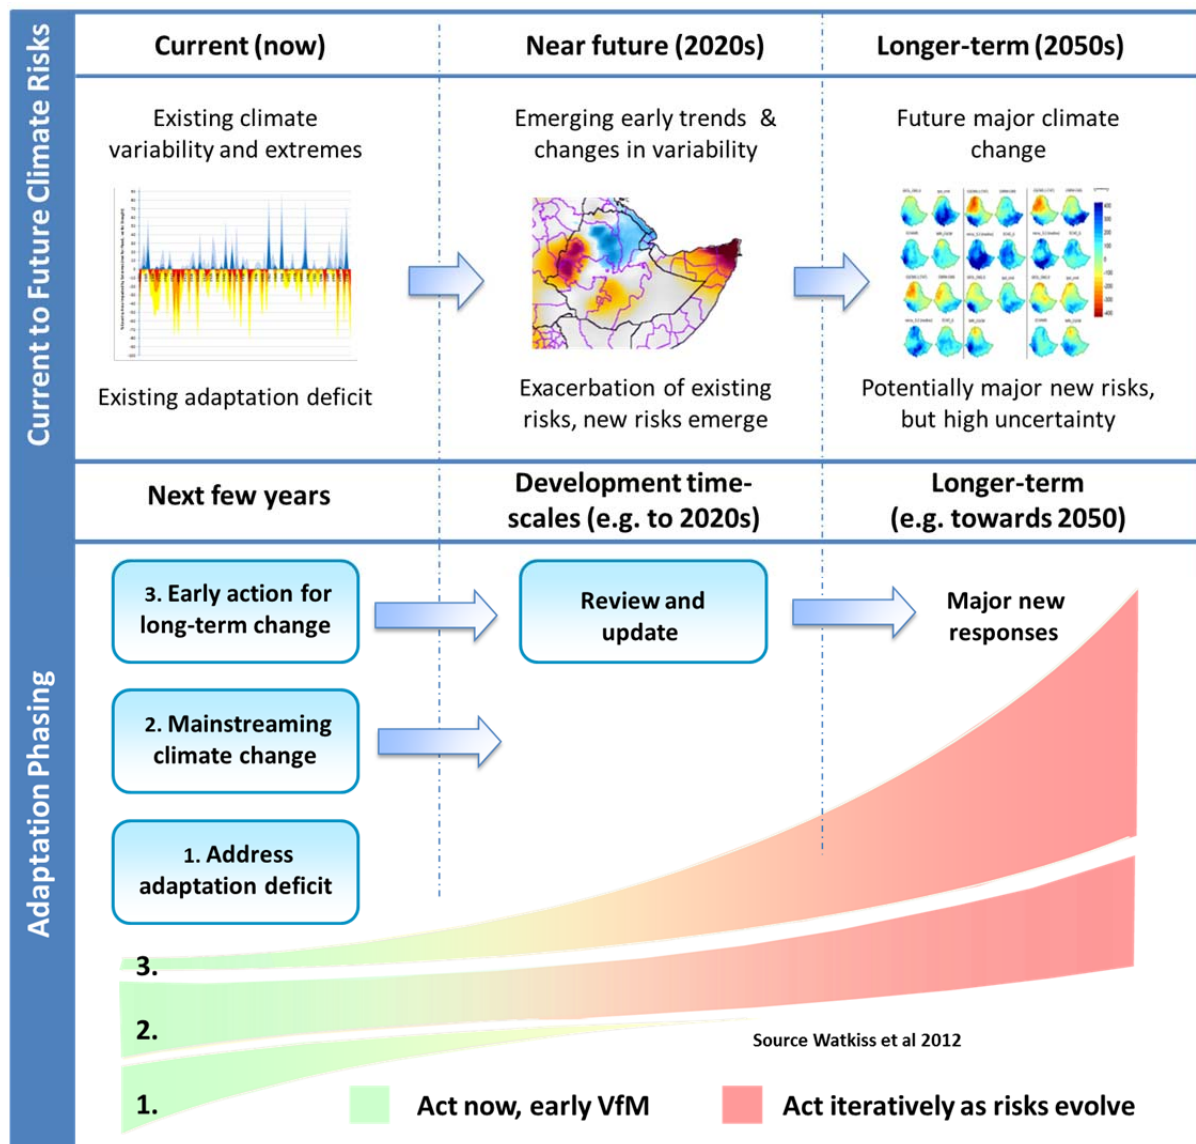 Current to Future Climate Risks
Current (now)
Near future (2020s)
Longer-term (2050s)
Existing climate
variability and extremes
Emerging early trends &
changes in variability
Future major climate
change
Existing adaptation deficit
Exacerbation of existing
risks, new risks emerge
Potentially major new risks,
but high uncertainty
Adaptation Phasing
Next few years
Development time-
scales (e.g. to 2020s)
Longer-term
(e.g. towards 2050)
3. Early action for
long-term change
Review and
update
Major new
responses
2. Mainstreaming
climate change
1. Address
adaptation deficit
3.
2.
1.
Source Watkiss et al 2012
Act now, early VfM
Act iteratively as risks evolve